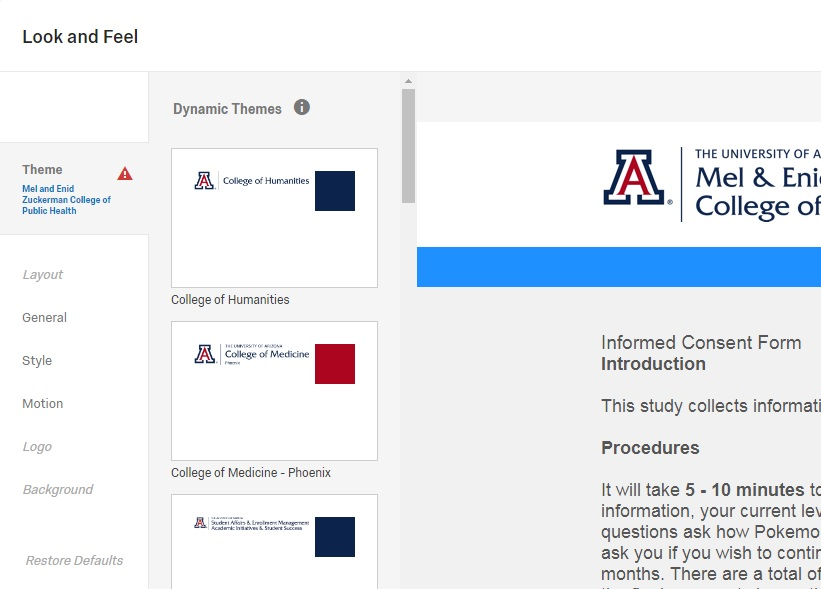 Look and Feel
Theme
Mel and Enid
Zuckerman College of
Public Health
Layout
General
Style
Motion
Logo
Background
Restore Defaults
Dynamic Themes
A College of Humanities
College of Humanities
A THE UNIVERSITY OF ARIZONA
College of Medicine
Phoenix
College of Medicine - Phoenix
A
Student Affairs & Enrollment Management
Academic Initiatives & Student Success
A THE UNIVERSITY OF A
Mel & Eni
College of
Informed Consent Form
Introduction
This study collects informati
Procedures
It will take 5 - 10 minutes to
information, your current lev
questions ask how Pokemo
ask you if you wish to contin
months. There are a total of